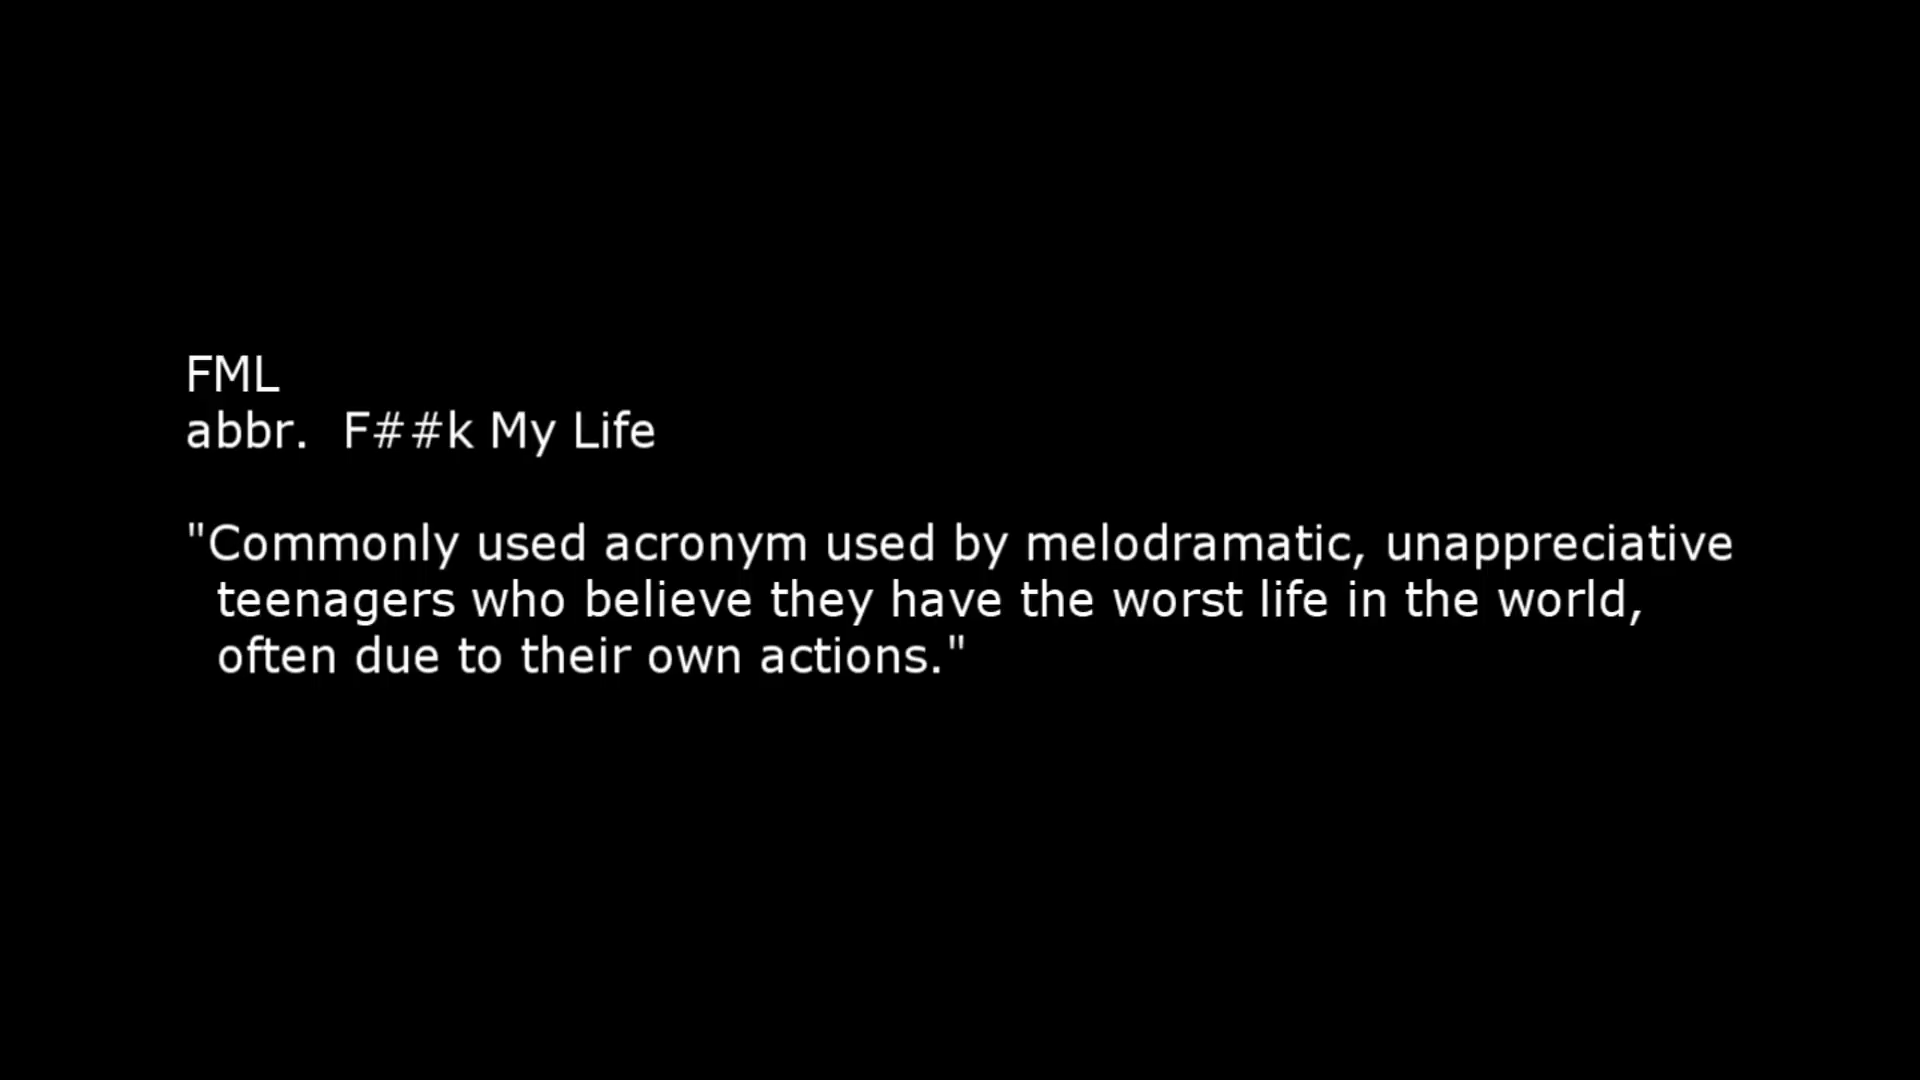 FML
abbr.  F##k My Life
"Commonly used acronym used by melodramatic, unappreciative
teenagers who believe they have the worst life in the world,
often due to their own actions."